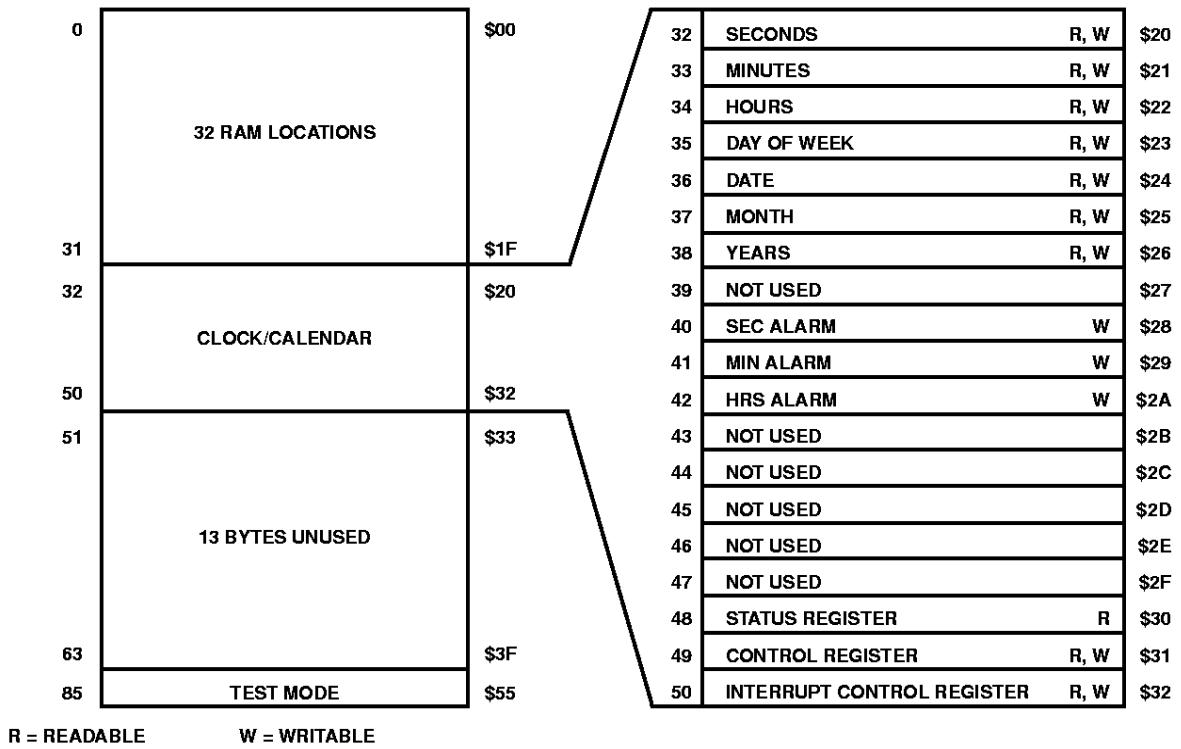 0 $00
32 RAM LOCATIONS
31 $1F
32 $20
CLOCK/CALENDAR
50 $32
51 $33
13 BYTES UNUSED
63 $3F
85 TEST MODE $55
32 SECONDS R, W $20
33 MINUTES R, W $21
34 HOURS R, W $22
35 DAY OF WEEK R, W $23
36 DATE R, W $24
37 MONTH R, W $25
38 YEARS R, W $26
39 NOT USED $27
40 SEC ALARM W $28
41 MIN ALARM W $29
42 HRS ALARM W $2A
43 NOT USED $2B
44 NOT USED $2C
45 NOT USED $2D
46 NOT USED $2E
47 NOT USED $2F
48 STATUS REGISTER R $30
49 CONTROL REGISTER R, W $31
50 INTERRUPT CONTROL REGISTER R, W $32
R = READABLE W = WRITABLE